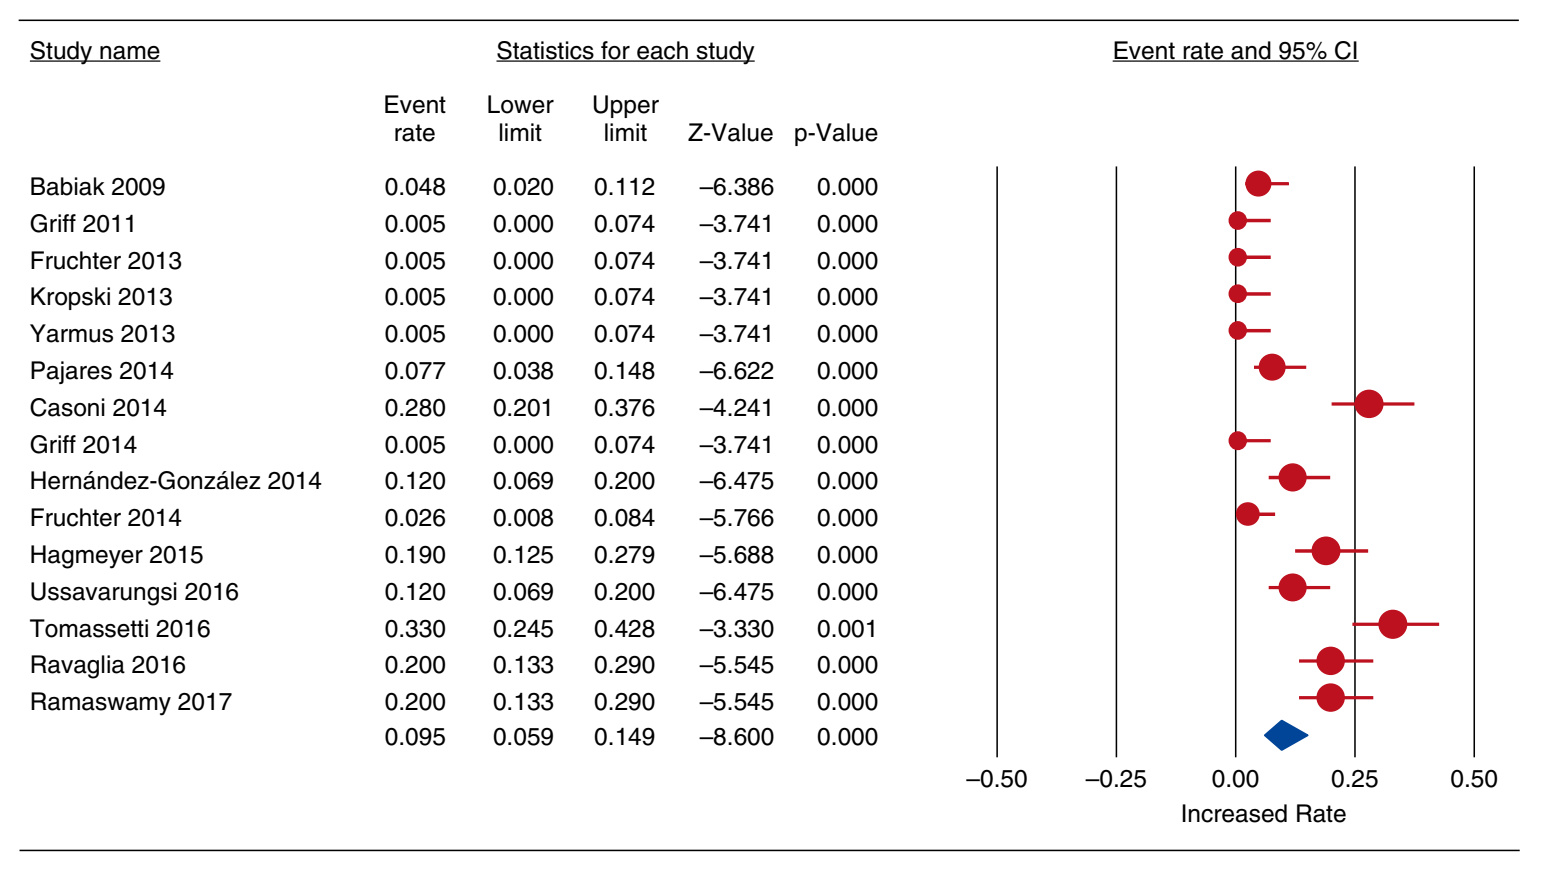 Study name Statistics for each study Event rate and 95% CI
Event rate Lower limit Upper limit Z-Value p-Value
Babiak 2009 0.048 0.020 0.112 –6.386 0.000
Griff 2011 0.005 0.000 0.074 –3.741 0.000
Fruchter 2013 0.005 0.000 0.074 –3.741 0.000
Kropski 2013 0.005 0.000 0.074 –3.741 0.000
Yarmus 2013 0.005 0.000 0.074 –3.741 0.000
Pajares 2014 0.077 0.038 0.148 –6.622 0.000
Casoni 2014 0.280 0.201 0.376 –4.241 0.000
Griff 2014 0.005 0.000 0.074 –3.741 0.000
Hernández-González 2014 0.120 0.069 0.200 –6.475 0.000
Fruchter 2014 0.026 0.008 0.084 –5.766 0.000
Hagmeyer 2015 0.190 0.125 0.279 –5.688 0.000
Ussavarungsi 2016 0.120 0.069 0.200 –6.475 0.000
Tomassetti 2016 0.330 0.245 0.428 –3.330 0.001
Ravaglia 2016 0.200 0.133 0.290 –5.545 0.000
Ramaswamy 2017 0.200 0.133 0.290 –5.545 0.000
0.095 0.059 0.149 –8.600 0.000
–0.50 –0.25 0.00 0.25 0.50
Increased Rate